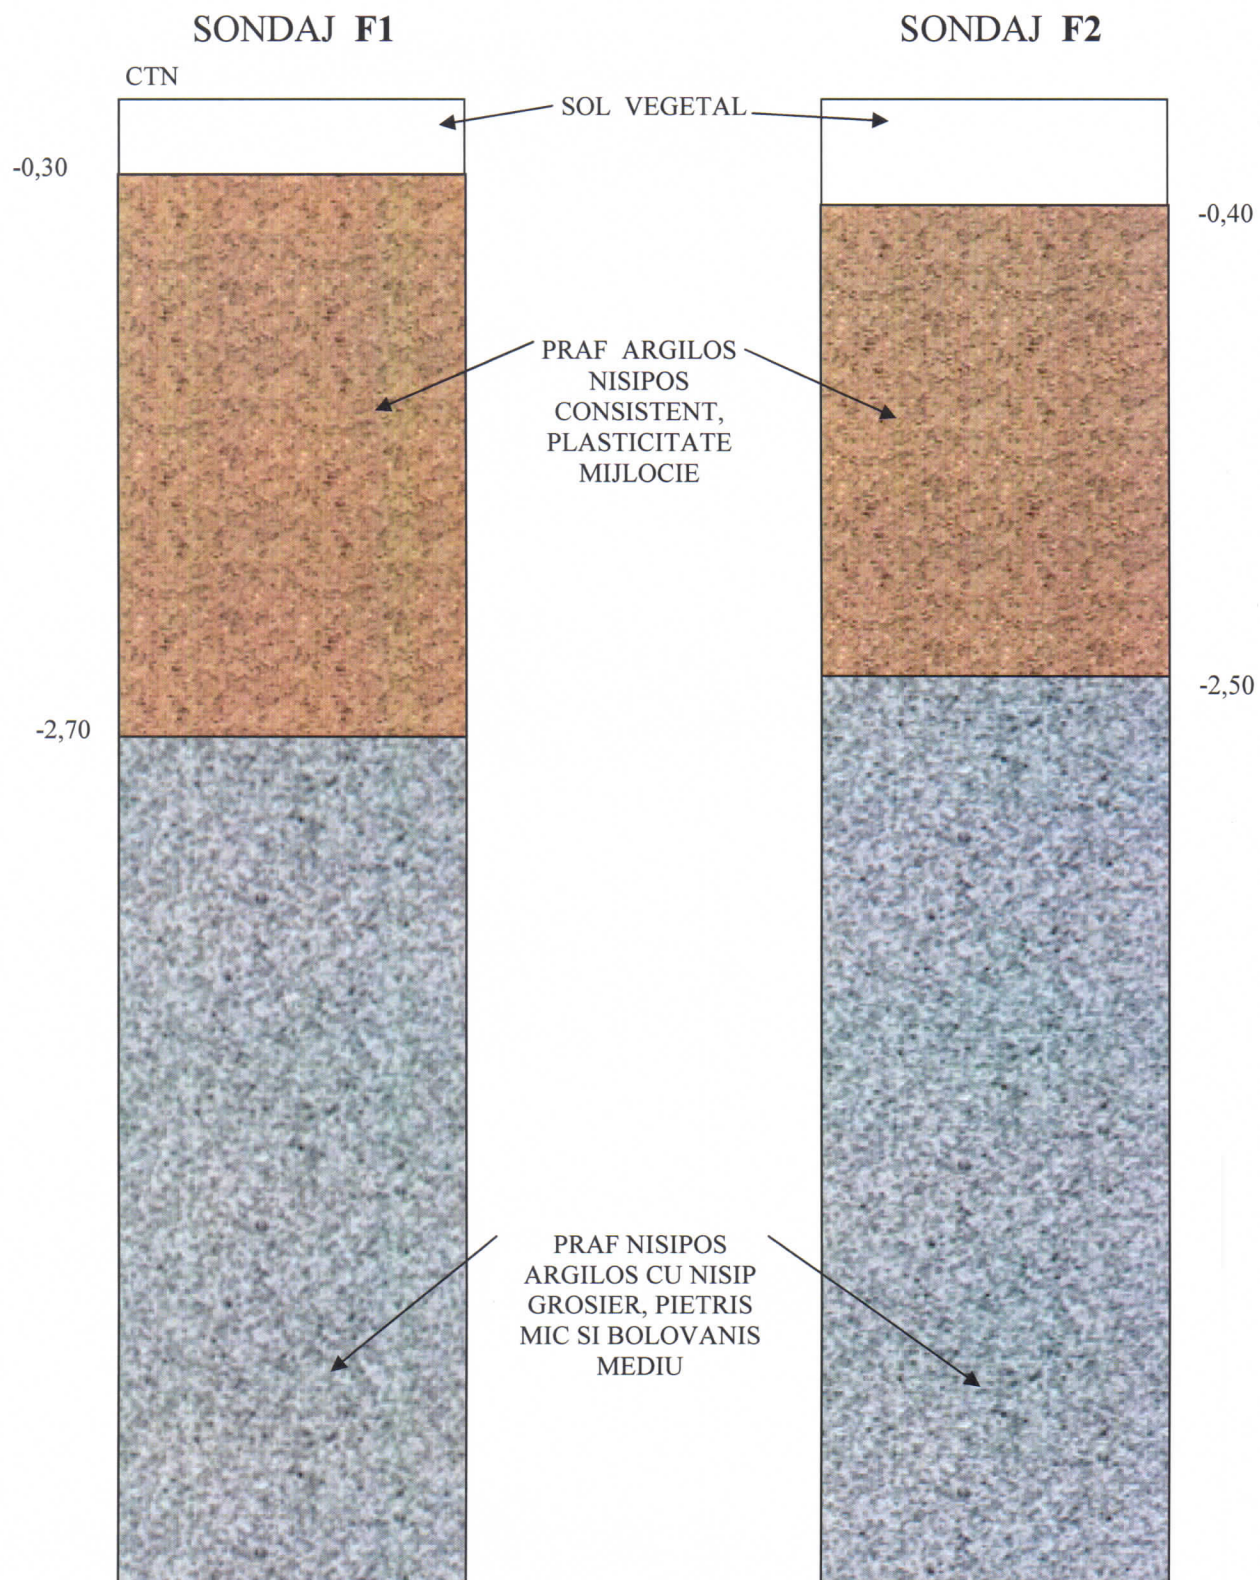 SONDAJ F1
SONDAJ F2
CTN
SOL VEGETAL
-0,30
-0,40
PRAF ARGILOS
NISIPOS
CONSISTENT,
PLASTICITATE
MIJLOCIE
-2,70
-2,50
PRAF NISIPOS
ARGILOS CU NISIP
GROSIER, PIETRIS
MIC SI BOLOVANIS
MEDIU